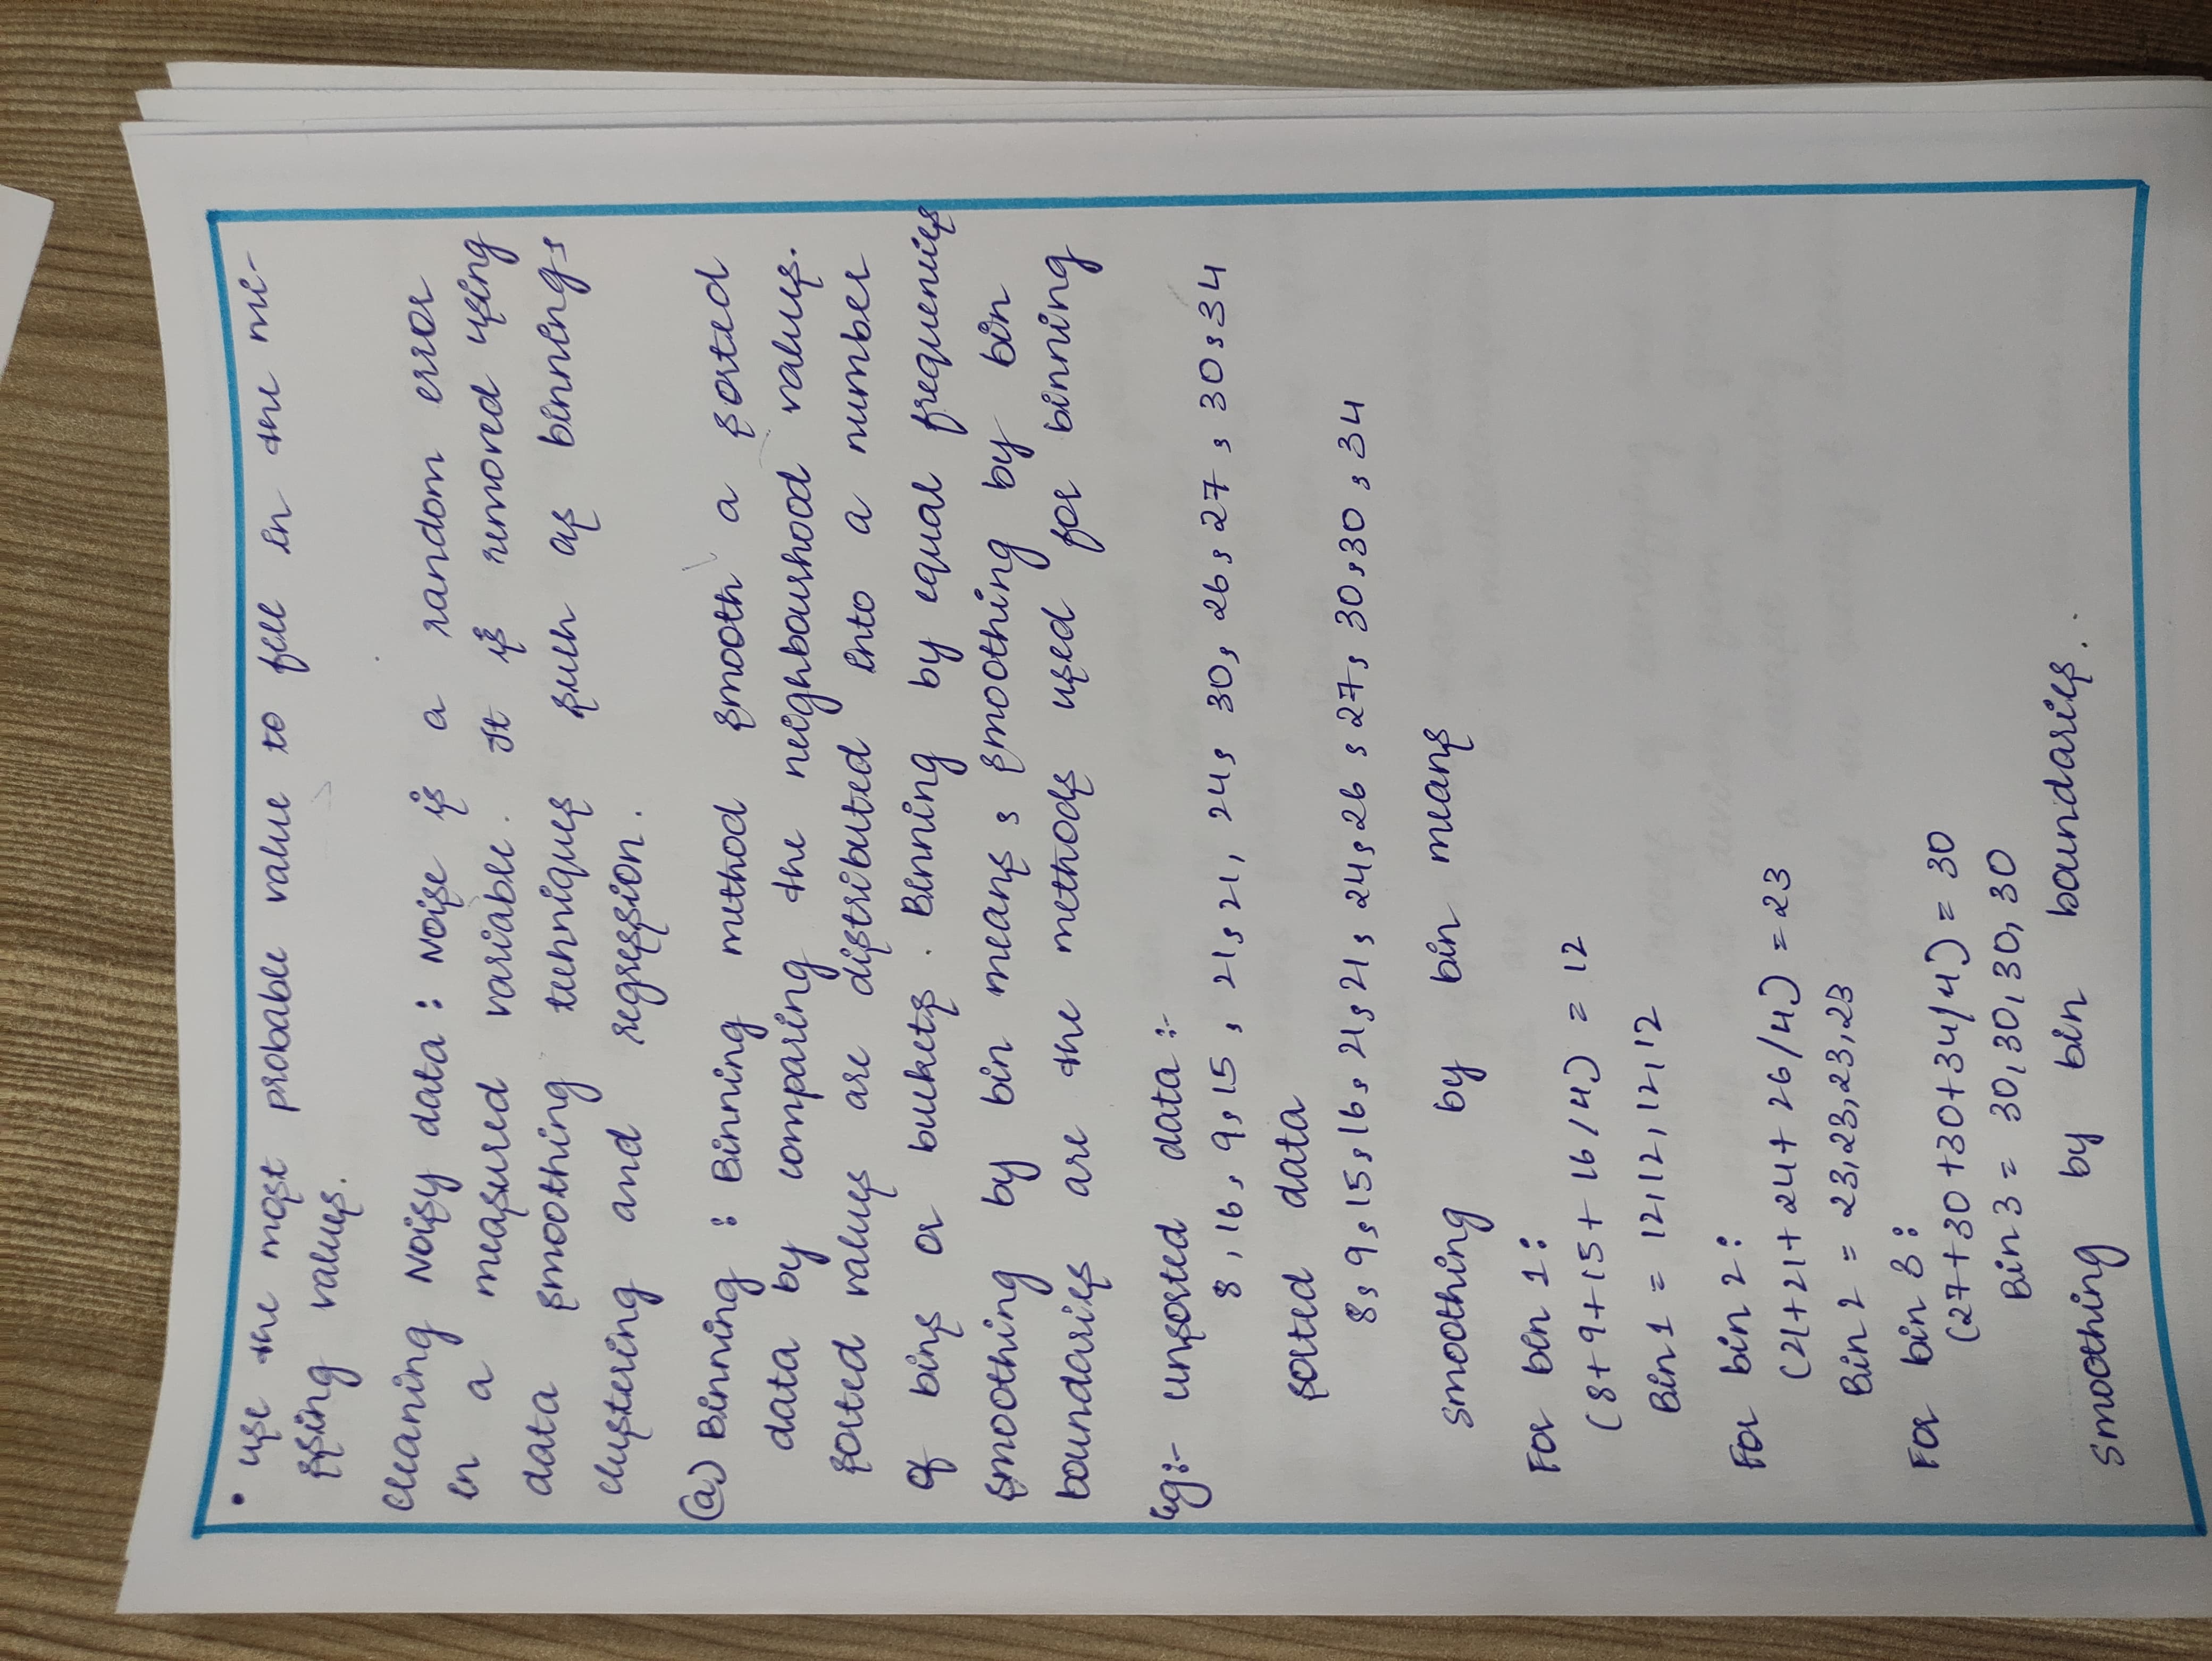 • use the most probable value to fill in the mi-
ssing values.
cleaning Noisy data : Noise is a random error
in a measured variable. It is removed using
data smoothing techniques such as binning,
clustering and regression.
(a) Binning : Binning method smooth a sorted
data by comparing the neighbourhood values.
sorted values are distributed into a number
of bins or buckets. Binning by equal frequencies
smoothing by bin means, smoothing by bin
boundaries are the methods used for binning
eg:- unsorted data :-
8, 16, 9, 15, 21, 21, 24, 30, 26, 27, 30, 34
sorted data
8, 9, 15, 16, 21, 21, 24, 26, 27, 30, 30, 34
smoothing by bin means
For bin 1:
(8+9+15+16/4) = 12
Bin 1 = 12, 12, 12, 12
For bin 2:
(21+21+24+26/4) = 23
Bin 2 = 23, 23, 23, 23
For bin 3:
(27+30+30+34/4) = 30
Bin 3 = 30, 30, 30, 30
smoothing by bin boundaries.